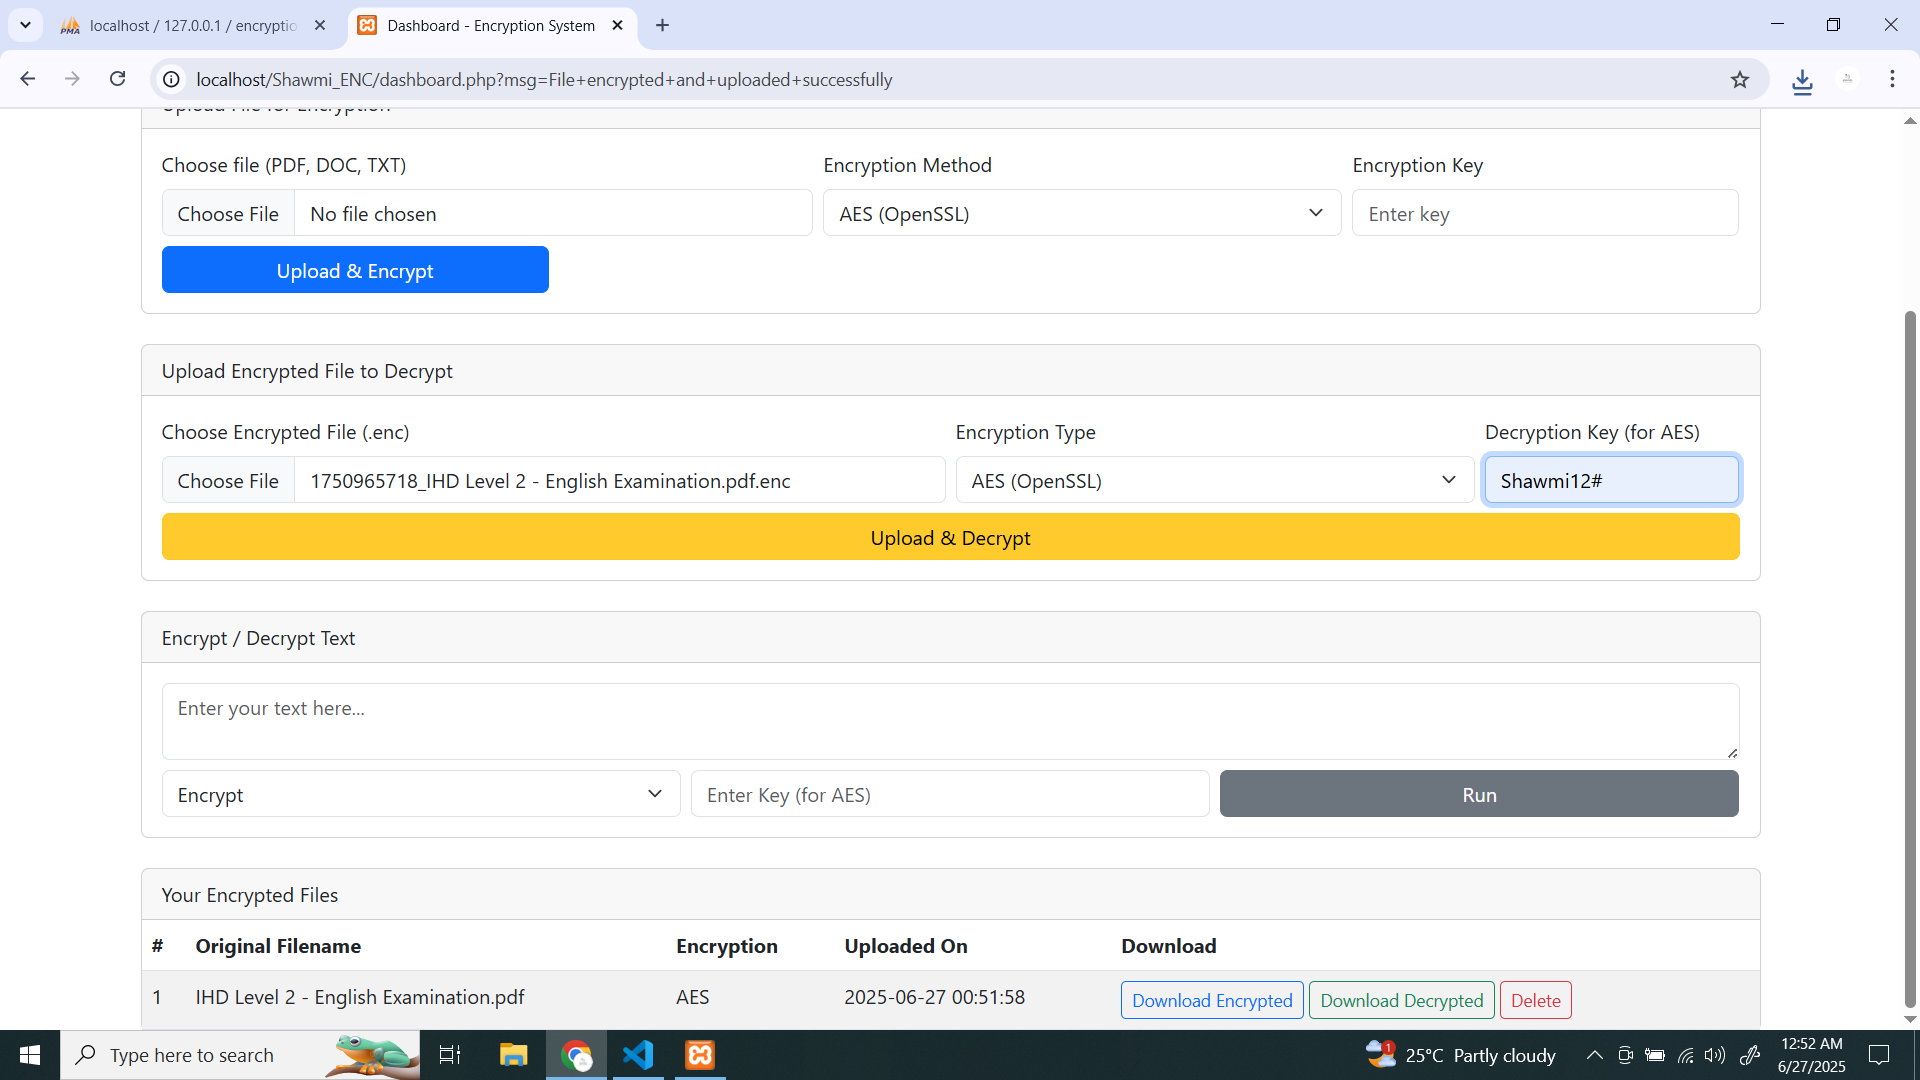 localhost / 127.0.0.1 / encryptio
Dashboard - Encryption System
localhost/Shawmi_ENC/dashboard.php?msg=File+encrypted+and+uploaded+successfully
Upload File for Encryption
Choose file (PDF, DOC, TXT)
Encryption Method
Encryption Key
Choose File
No file chosen
AES (OpenSSL)
Enter key
Upload & Encrypt
Upload Encrypted File to Decrypt
Choose Encrypted File (.enc)
Encryption Type
Decryption Key (for AES)
Choose File
1750965718_IHD Level 2 - English Examination.pdf.enc
AES (OpenSSL)
Shawmi12#
Upload & Decrypt
Encrypt / Decrypt Text
Enter your text here...
Encrypt
Enter Key (for AES)
Run
Your Encrypted Files
# Original Filename Encryption Uploaded On Download
1 IHD Level 2 - English Examination.pdf AES 2025-06-27 00:51:58 Download Encrypted Download Decrypted Delete
Type here to search
1
25°C Partly cloudy
12:52 AM
6/27/2025